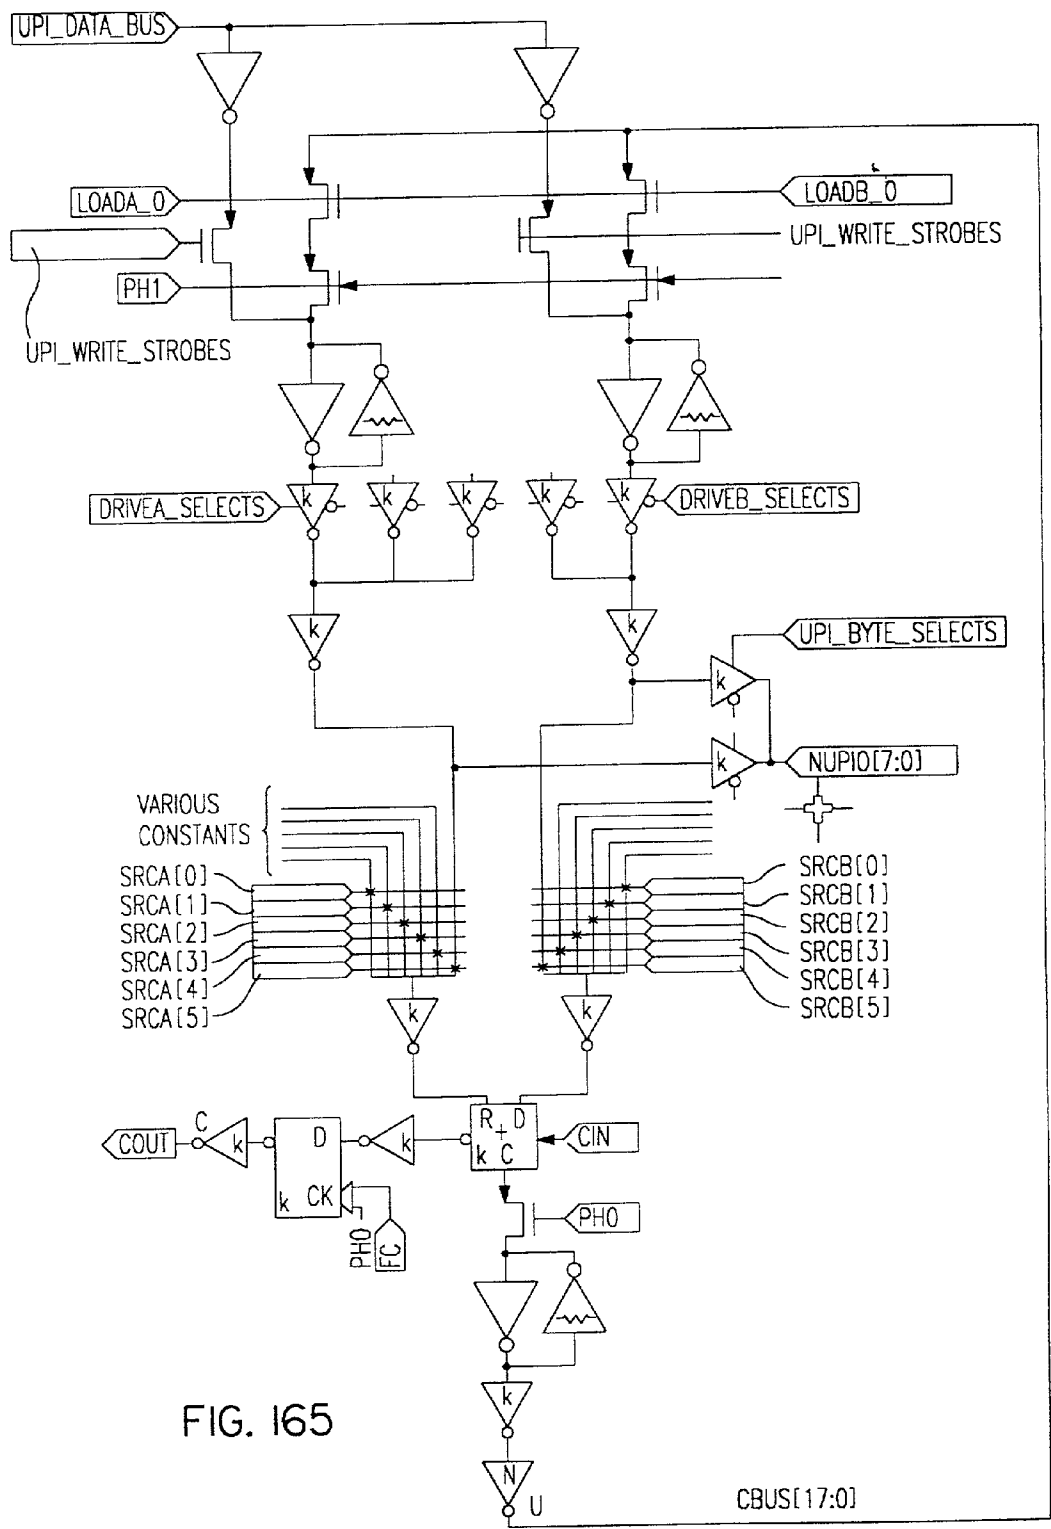 UPI_DATA_BUS
LOADA_0
LOADB_0
UPI_WRITE_STROBES
PH1
UPI_WRITE_STROBES
DRIVEA_SELECTS
k
k
k
k
k
DRIVEB_SELECTS
k
k
UPI_BYTE_SELECTS
k
k
NUPIO[7:0]
VARIOUS
CONSTANTS
SRCA[0]
SRCA[1]
SRCA[2]
SRCA[3]
SRCA[4]
SRCA[5]
SRCB[0]
SRCB[1]
SRCB[2]
SRCB[3]
SRCB[4]
SRCB[5]
k
k
COUT
C
k
D
k
CK
k
R + D
k C
CIN
PH0
FC
PH0
k
N
U
FIG. 165
CBUS[17:0]